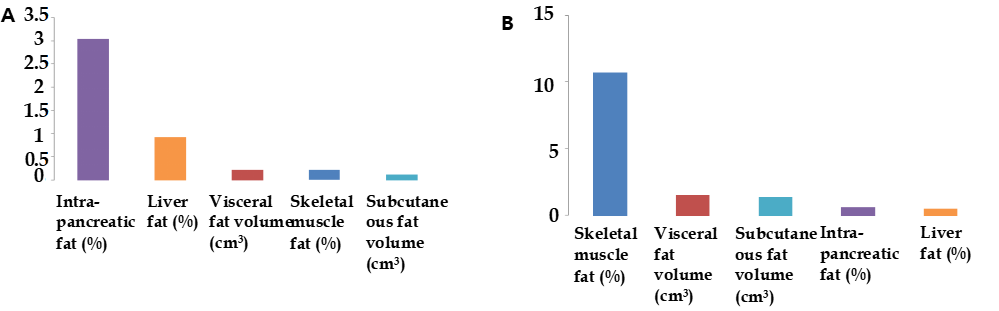 A
3.5
3
2.5
2
1.5
1
0.5
0
Intra-
pancreatic
fat (%)
Liver
fat (%)
Visceral
fat volume
(cm³)
Skeletal
muscle
fat (%)
Subcutane
ous fat
volume
(cm³)
B
15
10
5
0
Skeletal
muscle
fat (%)
Visceral
fat
volume
(cm³)
Subcutane
ous fat
volume
(cm³)
Intra-
pancreatic
fat (%)
Liver
fat (%)